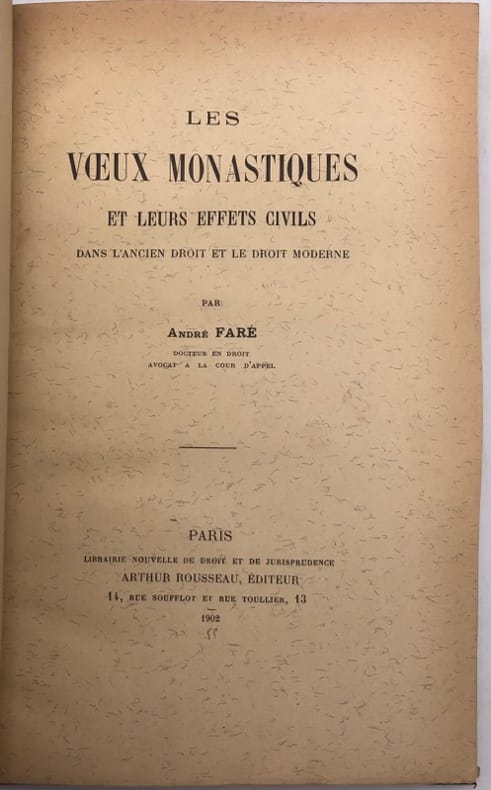 LES
VŒUX MONASTIQUES
ET LEURS EFFETS CIVILS
DANS L'ANCIEN DROIT ET LE DROIT MODERNE
PAR
ANDRÉ FARÉ
DOCTEUR EN DROIT
AVOCAT A LA COUR D'APPEL
PARIS
LIBRAIRIE NOUVELLE DE DROIT ET DE JURISPRUDENCE
ARTHUR ROUSSEAU, ÉDITEUR
14, RUE SOUFFLOT ET RUE TOULLIER, 13
1902